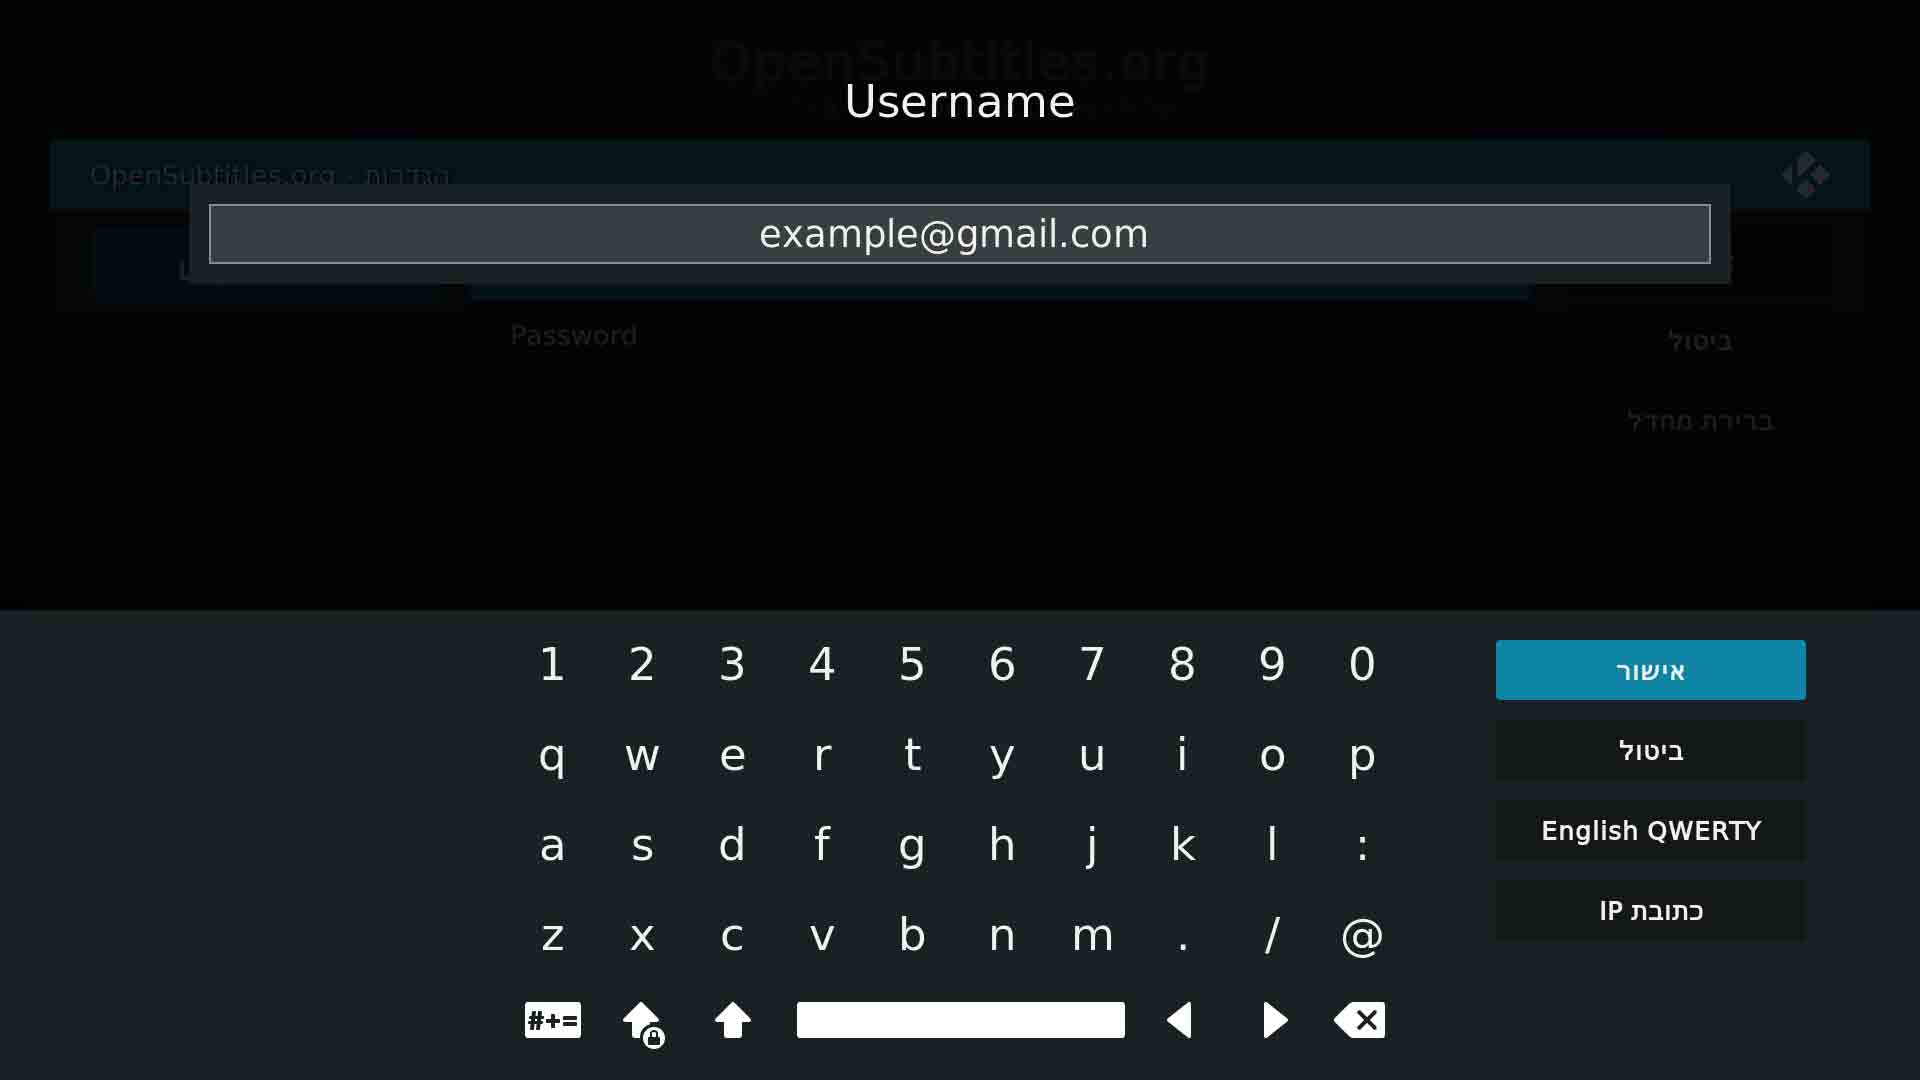 OpenSubtitles.org
Username
OpenSubtitles.org - הגדרות
example@gmail.com
Password
ביטול
ברירת מחדל
1 2 3 4 5 6 7 8 9 0
אישור
q w e r t y u i o p
ביטול
a s d f g h j k l :
English QWERTY
z x c v b n m . / @
כתובת IP
#+=